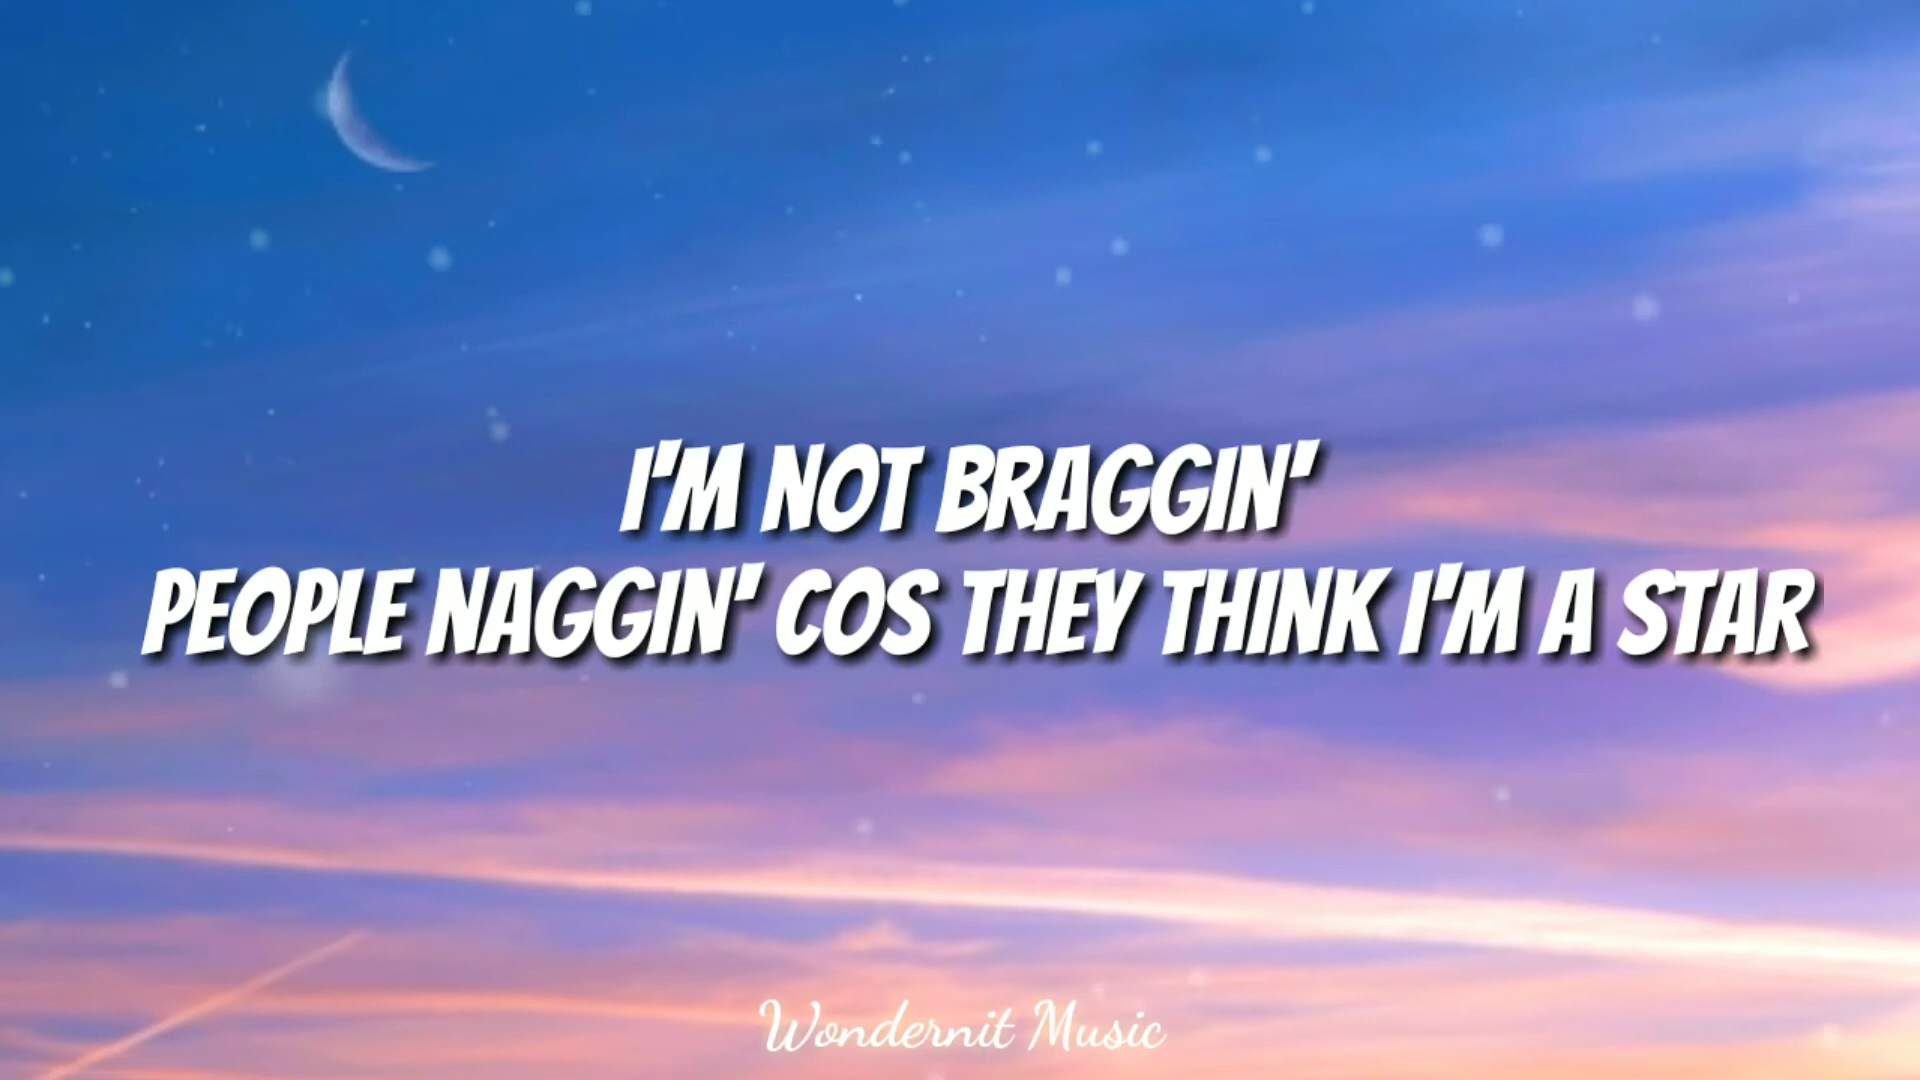 I'M NOT BRAGGIN'
PEOPLE NAGGIN' COS THEY THINK I'M A STAR
Wondernit Music